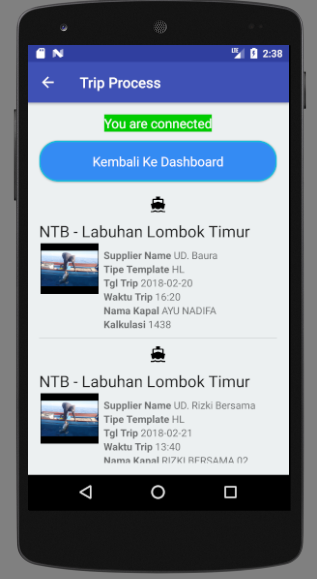 2:38
Trip Process
You are connected
Kembali Ke Dashboard
NTB - Labuhan Lombok Timur
Supplier Name UD. Baura
Tipe Template HL
Tgl Trip 2018-02-20
Waktu Trip 16:20
Nama Kapal AYU NADIFA
Kalkulasi 1438
NTB - Labuhan Lombok Timur
Supplier Name UD. Rizki Bersama
Tipe Template HL
Tgl Trip 2018-02-21
Waktu Trip 13:40
Nama Kapal RIZKI BERSAMA 02